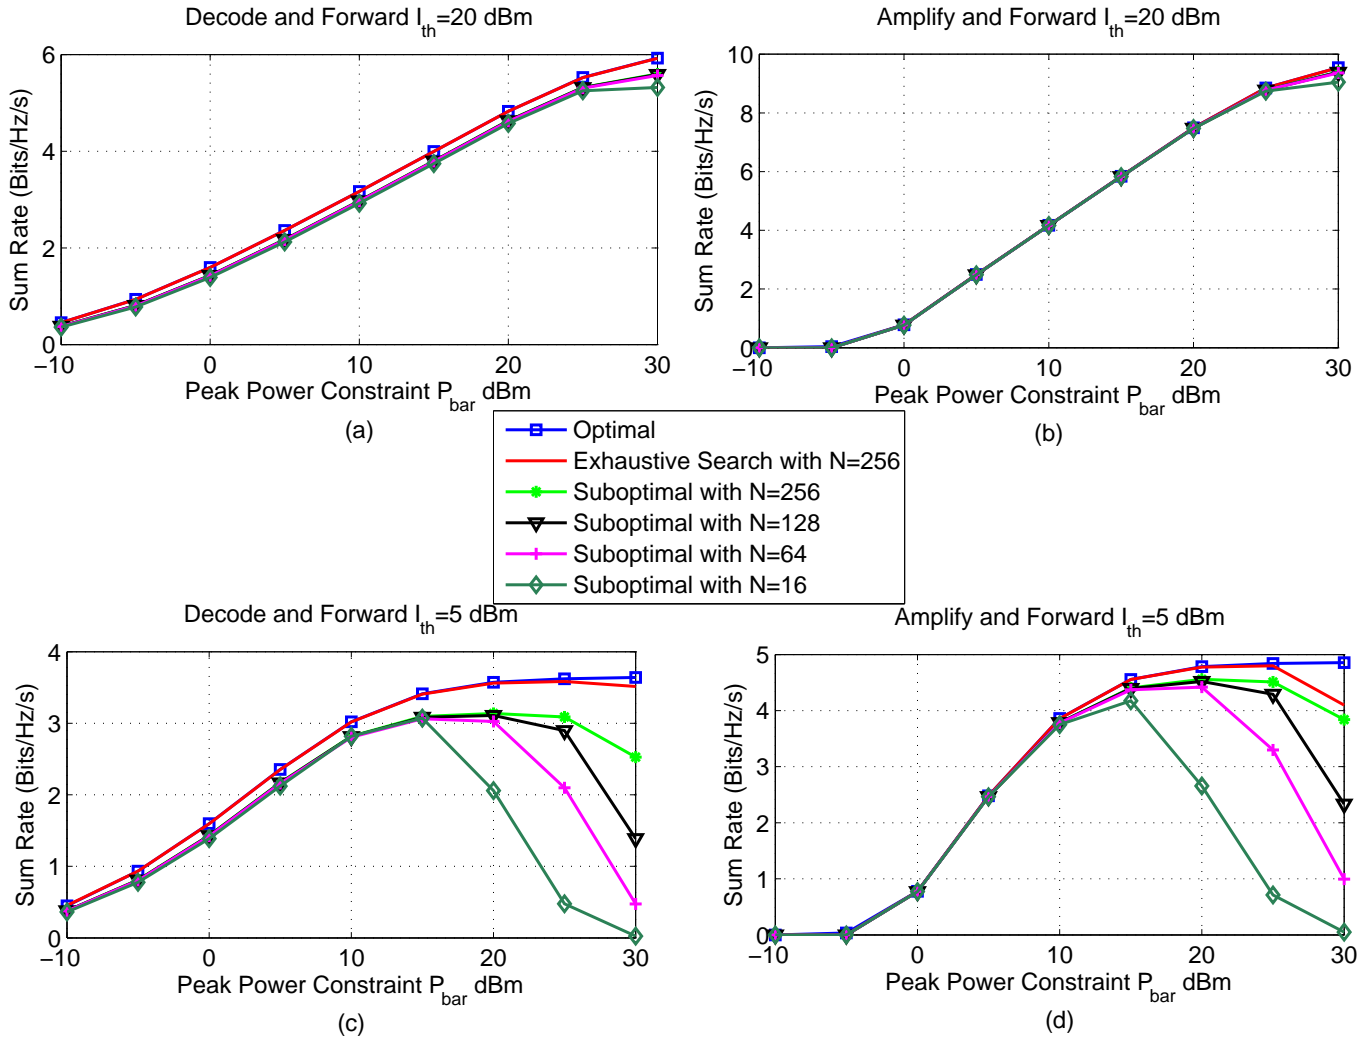 Decode and Forward I_th=20 dBm
Sum Rate (Bits/Hz/s)
6
4
2
0
−10
0
10
20
30
Peak Power Constraint P_bar dBm
(a)
Amplify and Forward I_th=20 dBm
Sum Rate (Bits/Hz/s)
10
8
6
4
2
0
−10
0
10
20
30
Peak Power Constraint P_bar dBm
(b)
Optimal
Exhaustive Search with N=256
Suboptimal with N=256
Suboptimal with N=128
Suboptimal with N=64
Suboptimal with N=16
Decode and Forward I_th=5 dBm
Sum Rate (Bits/Hz/s)
4
3
2
1
0
−10
0
10
20
30
Peak Power Constraint P_bar dBm
(c)
Amplify and Forward I_th=5 dBm
Sum Rate (Bits/Hz/s)
5
4
3
2
1
0
−10
0
10
20
30
Peak Power Constraint P_bar dBm
(d)